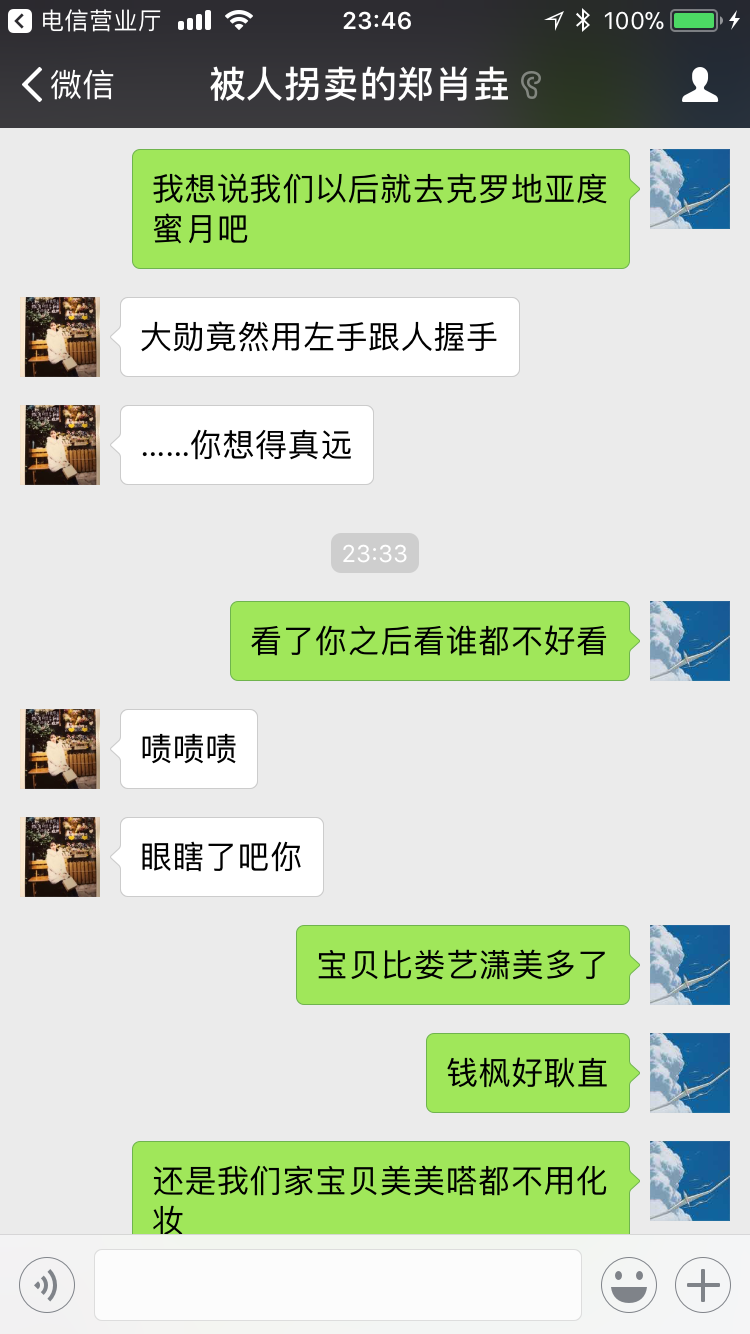 电信营业厅
23:46
100%
微信
被人拐卖的郑肖垚
我想说我们以后就去克罗地亚度
蜜月吧
大勋竟然用左手跟人握手
……你想得真远
23:33
看了你之后看谁都不好看
啧啧啧
眼瞎了吧你
宝贝比娄艺潇美多了
钱枫好耿直
还是我们家宝贝美美嗒都不用化
妆